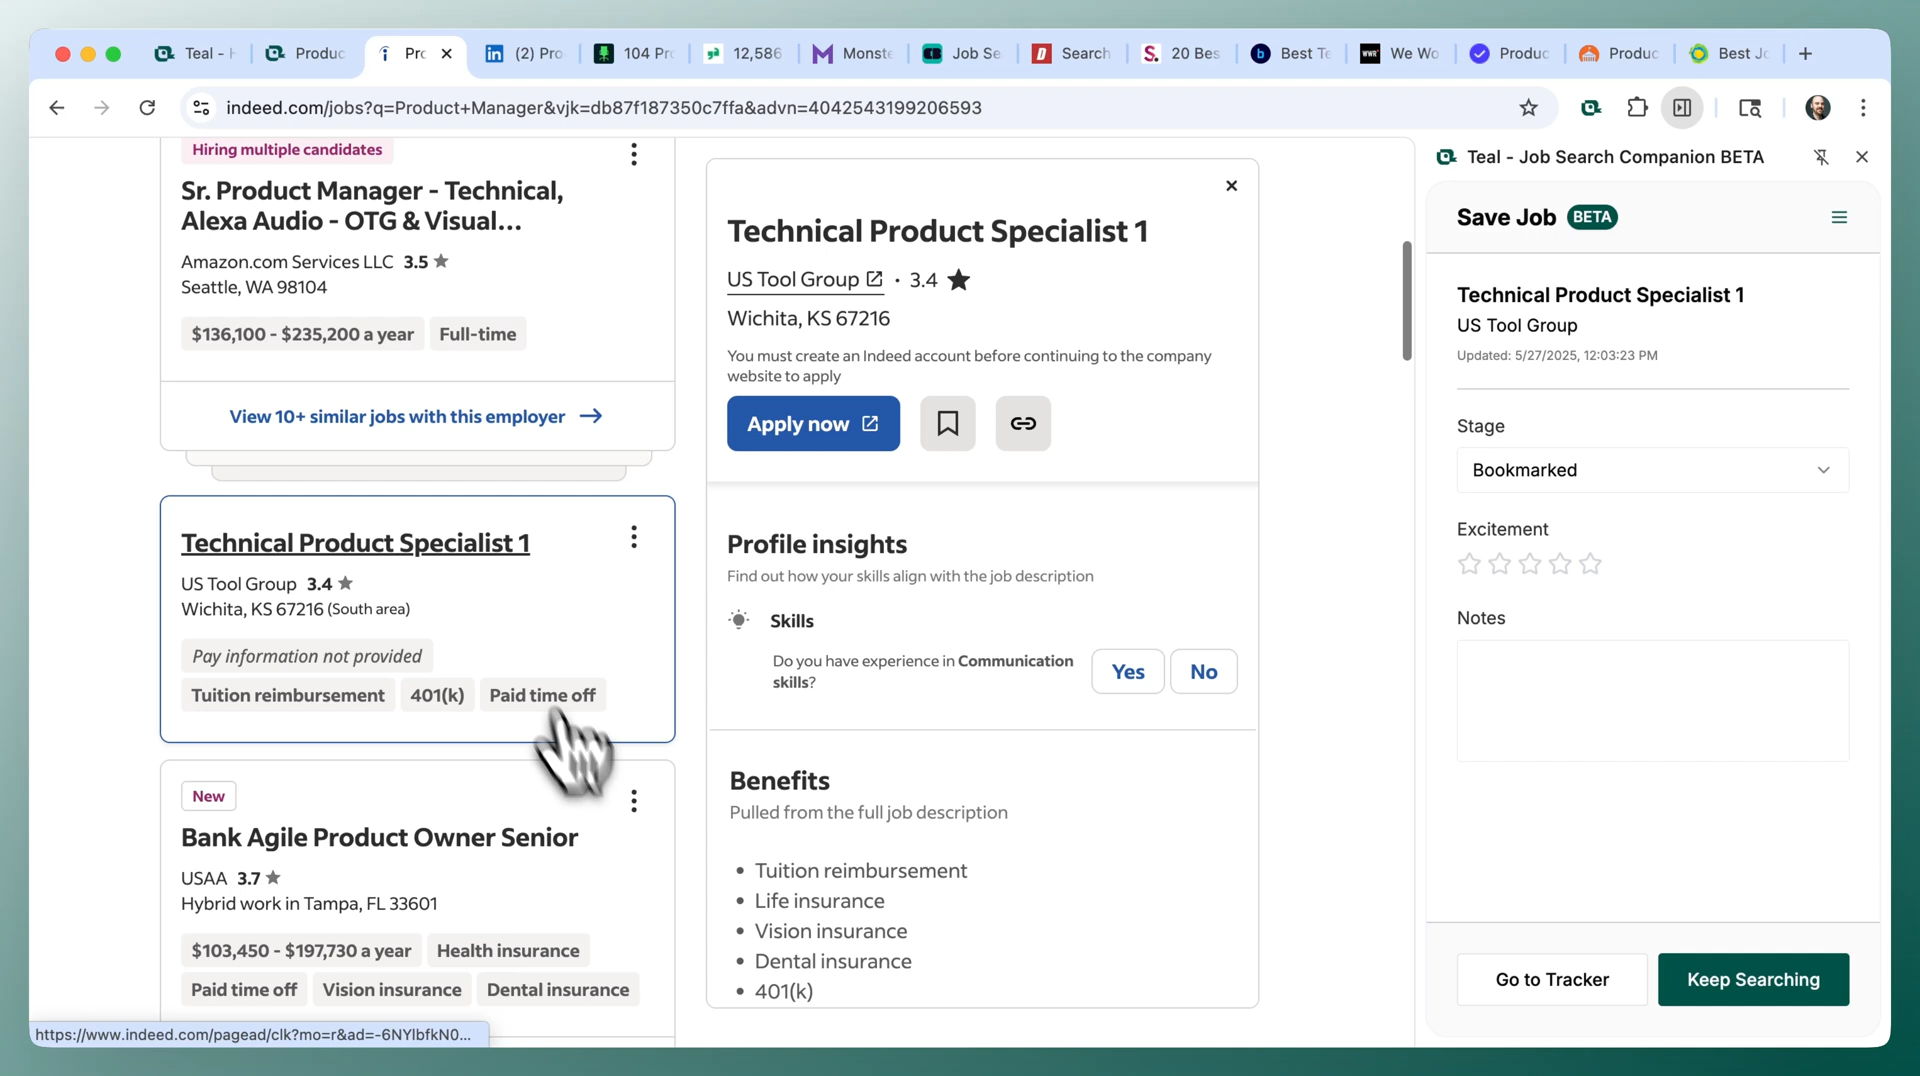 Teal - H
Produc
Pro
(2) Pro
104 Pro
12,586
Monste
Job Se
Search
20 Bes
Best Te
We Wo
Produc
Produc
Best Jo
indeed.com/jobs?q=Product+Manager&vjk=db87f187350c7ffa&advn=4042543199206593
Hiring multiple candidates
Sr. Product Manager - Technical,
Alexa Audio - OTG & Visual...
Amazon.com Services LLC 3.5
Seattle, WA 98104
$136,100 - $235,200 a year
Full-time
View 10+ similar jobs with this employer
Technical Product Specialist 1
US Tool Group 3.4
Wichita, KS 67216 (South area)
Pay information not provided
Tuition reimbursement
401(k)
Paid time off
New
Bank Agile Product Owner Senior
USAA 3.7
Hybrid work in Tampa, FL 33601
$103,450 - $197,730 a year
Health insurance
Paid time off
Vision insurance
Dental insurance
https://www.indeed.com/pagead/clk?mo=r&ad=-6NYlbfkN0...
Technical Product Specialist 1
US Tool Group · 3.4
Wichita, KS 67216
You must create an Indeed account before continuing to the company
website to apply
Apply now
Profile insights
Find out how your skills align with the job description
Skills
Do you have experience in Communication
skills?
Yes
No
Benefits
Pulled from the full job description
• Tuition reimbursement
• Life insurance
• Vision insurance
• Dental insurance
• 401(k)
Teal - Job Search Companion BETA
Save Job BETA
Technical Product Specialist 1
US Tool Group
Updated: 5/27/2025, 12:03:23 PM
Stage
Bookmarked
Excitement
Notes
Go to Tracker
Keep Searching